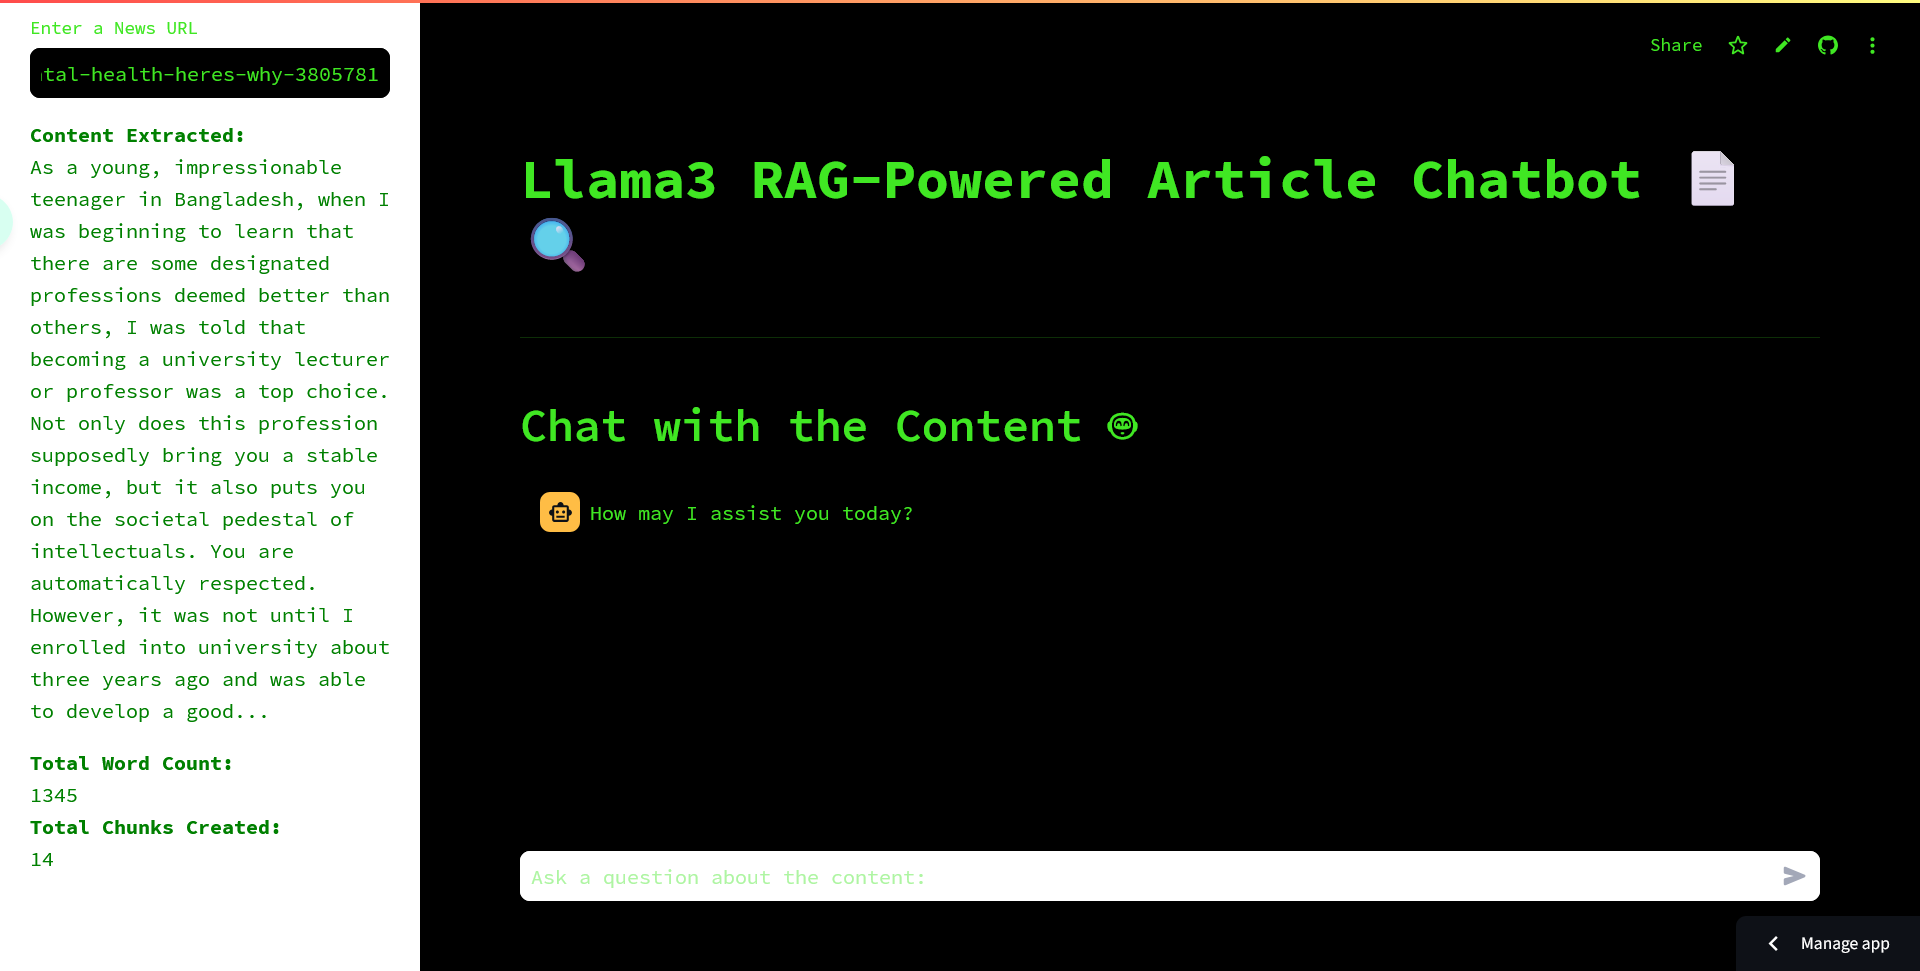 Enter a News URL
tal-health-heres-why-3805781
Content Extracted:
As a young, impressionable
teenager in Bangladesh, when I
was beginning to learn that
there are some designated
professions deemed better than
others, I was told that
becoming a university lecturer
or professor was a top choice.
Not only does this profession
supposedly bring you a stable
income, but it also puts you
on the societal pedestal of
intellectuals. You are
automatically respected.
However, it was not until I
enrolled into university about
three years ago and was able
to develop a good...
Total Word Count:
1345
Total Chunks Created:
14
Share
Llama3 RAG-Powered Article Chatbot
Chat with the Content
How may I assist you today?
Ask a question about the content:
Manage app